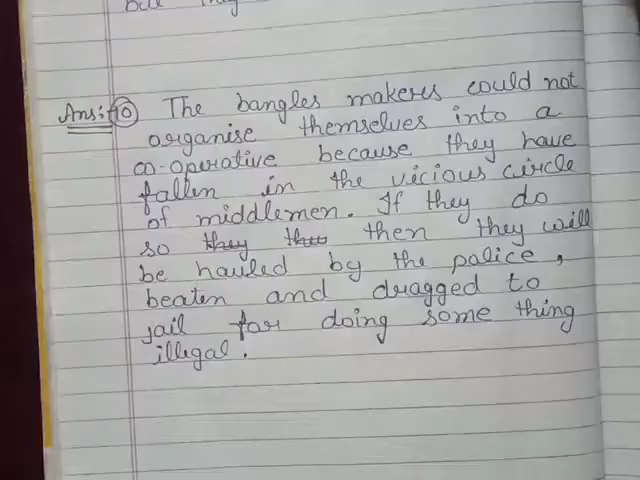 but they
Ans:10 The bangles makers could not
organise themselves into a
co-operative because they have
fallen in the vicious circle
of middlemen. If they do
so they then they will
be hauled by the police,
beaten and dragged to
jail for doing some thing
illegal.